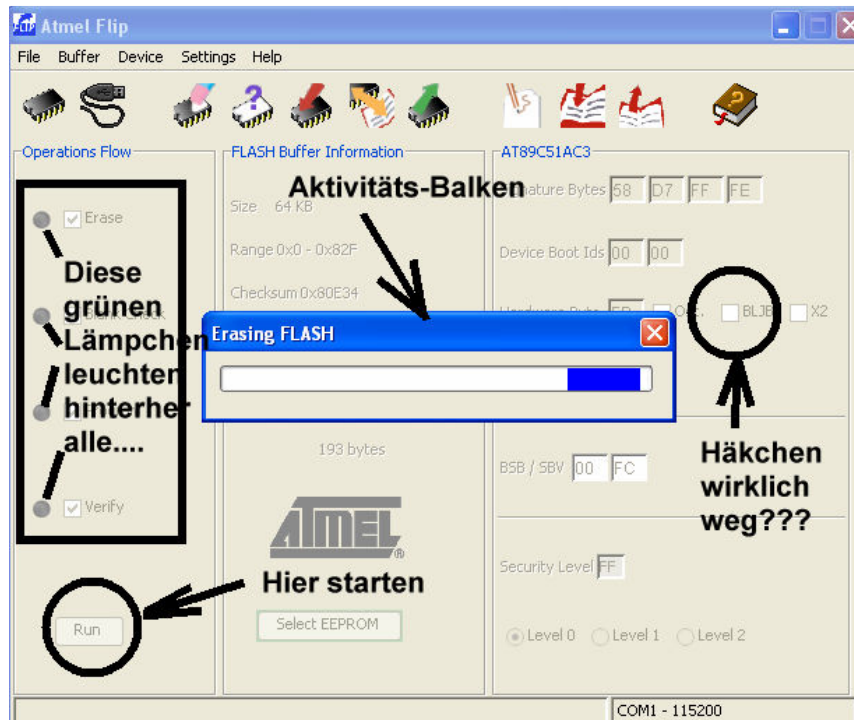 Atmel Flip
File Buffer Device Settings Help
Operations Flow
FLASH Buffer Information
AT89C51AC3
Aktivitäts-Balken
Signature Bytes 58 D7 FF FE
Erase
Size 64 KB
Range 0x0 - 0x82F
Device Boot Ids 00 00
Checksum 0x80E34
Diese
grünen
Lämpchen
leuchten
hinterher
alle....
Check
BLJB X2
Erasing FLASH
193 bytes
BSB / SBV 00 FC
Häkchen
wirklich
weg???
Verify
ATMEL
®
Security Level FF
Hier starten
Run
Select EEPROM
Level 0 Level 1 Level 2
COM1 - 115200